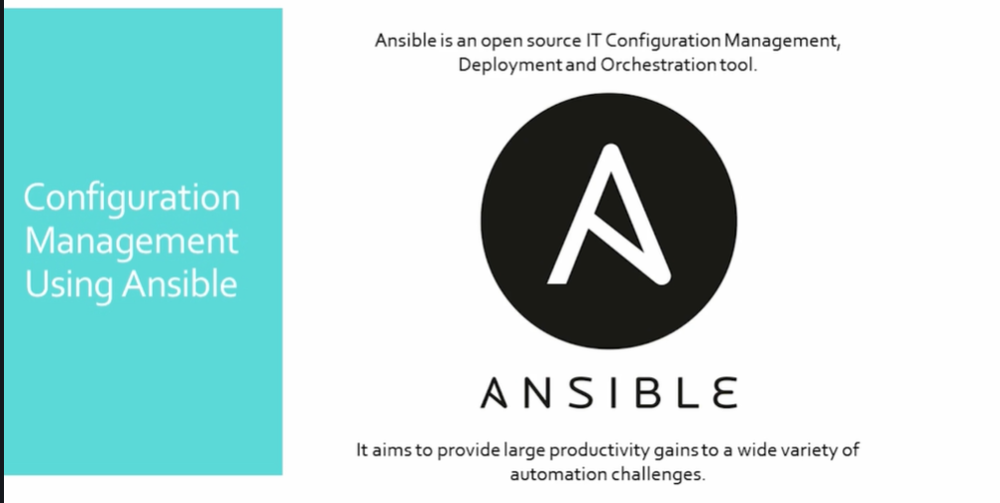 Configuration
Management
Using Ansible
Ansible is an open source IT Configuration Management,
Deployment and Orchestration tool.
ANSIBLE
It aims to provide large productivity gains to a wide variety of
automation challenges.